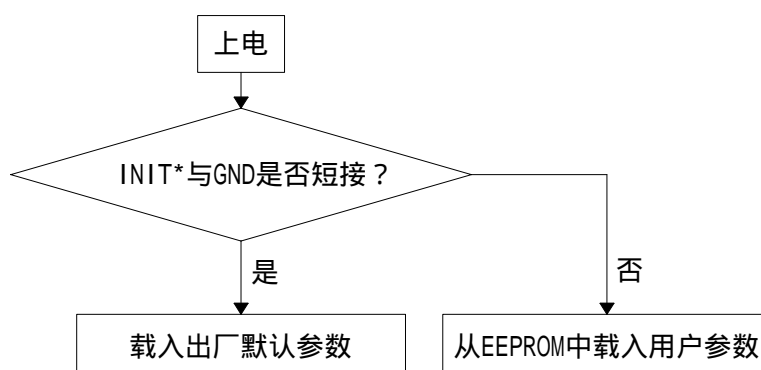 上电
INIT*与GND是否短接？
是
否
载入出厂默认参数
从EEPROM中载入用户参数